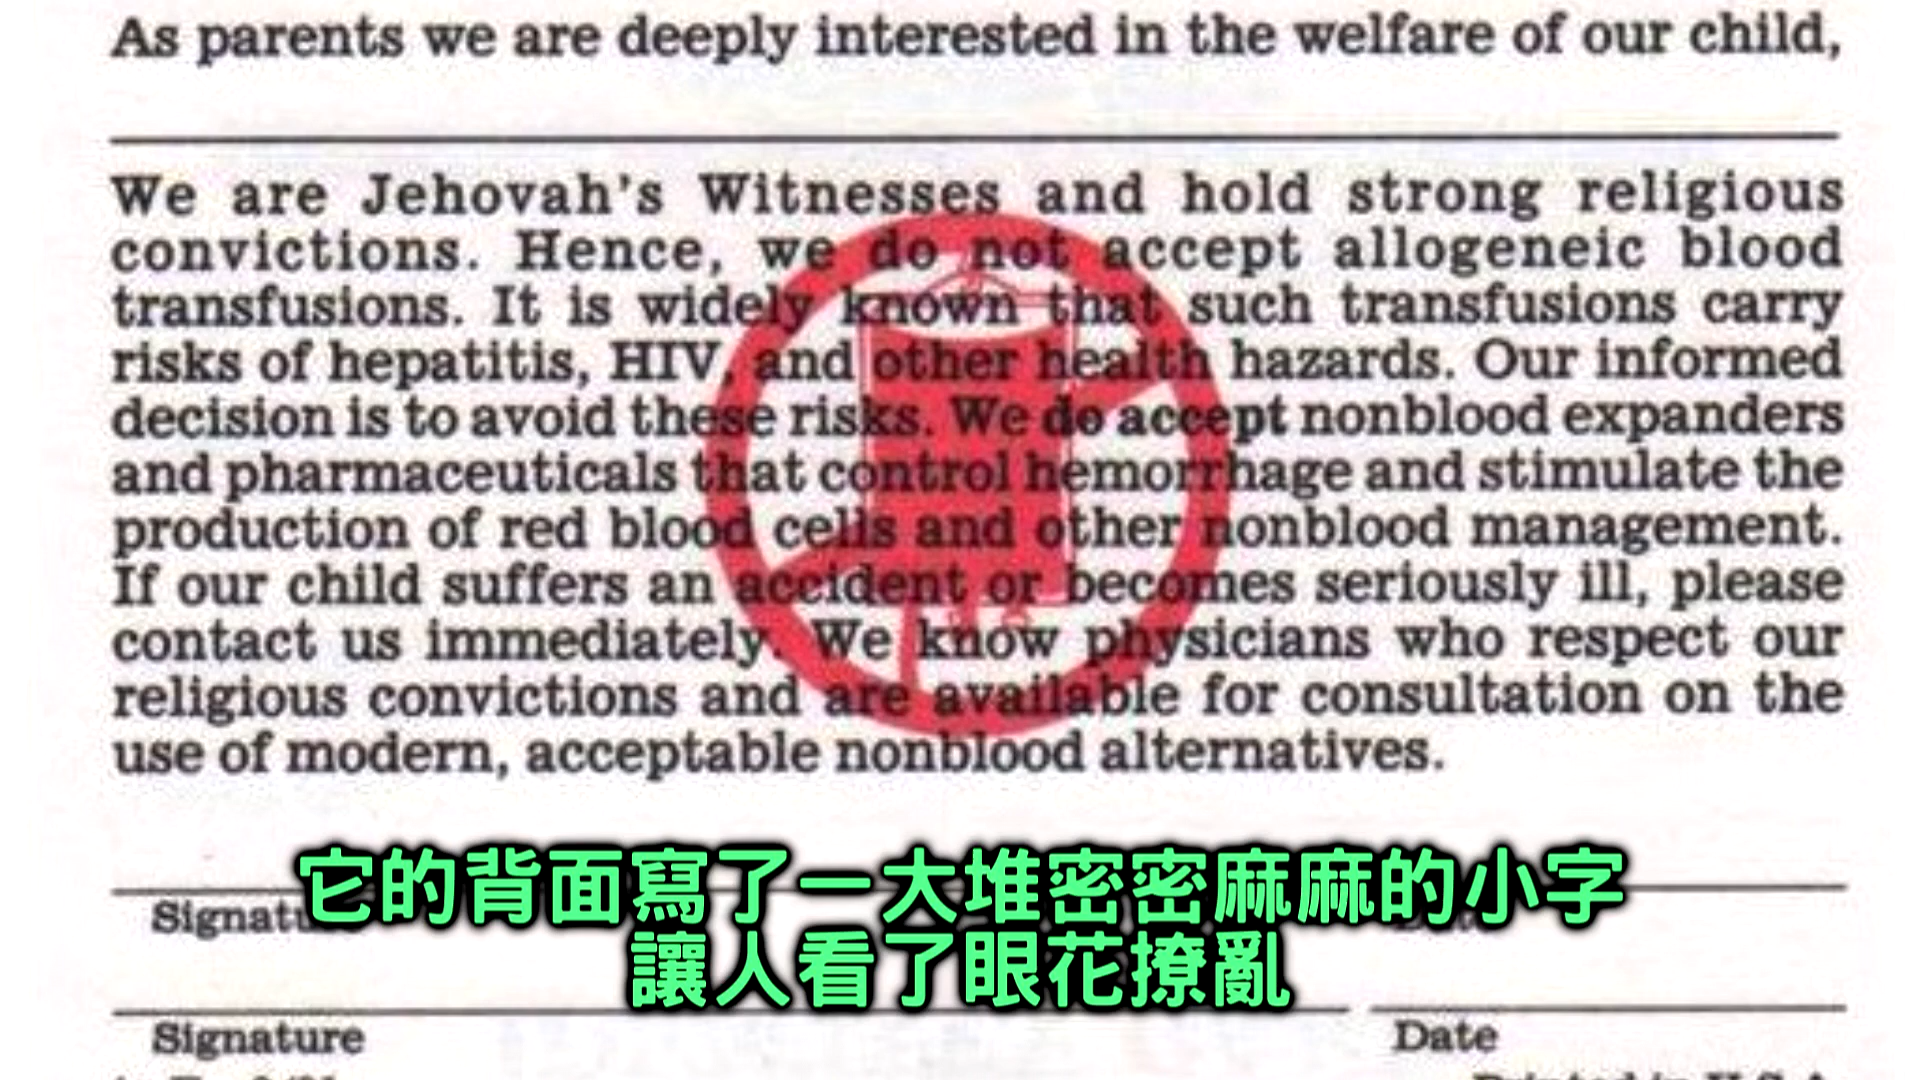 As parents we are deeply interested in the welfare of our child,
We are Jehovah's Witnesses and hold strong religious
convictions. Hence, we do not accept allogeneic blood
transfusions. It is widely known that such transfusions carry
risks of hepatitis, HIV, and other health hazards. Our informed
decision is to avoid these risks. We do accept nonblood expanders
and pharmaceuticals that control hemorrhage and stimulate the
production of red blood cells and other nonblood management.
If our child suffers an accident or becomes seriously ill, please
contact us immediately. We know physicians who respect our
religious convictions and are available for consultation on the
use of modern, acceptable nonblood alternatives.
它的背面寫了一大堆密密麻麻的小字
讓人看了眼花撩亂
Signature Date